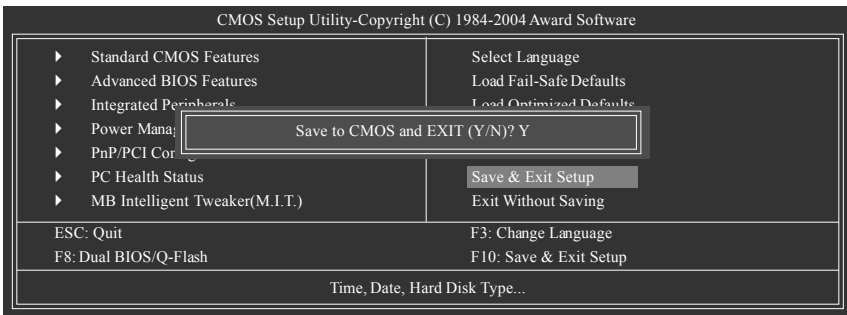 CMOS Setup Utility-Copyright (C) 1984-2004 Award Software
Standard CMOS Features
Advanced BIOS Features
Integrated Peripherals
Power
PnP/PCI
PC Health Status
MB Intelligent Tweaker(M.I.T.)
Select Language
Load Fail-Safe Defaults
Load Optimized Defaults
Save to CMOS and EXIT (Y/N)? Y
Save & Exit Setup
Exit Without Saving
ESC: Quit
F8: Dual BIOS/Q-Flash
F3: Change Language
F10: Save & Exit Setup
Time, Date, Hard Disk Type...